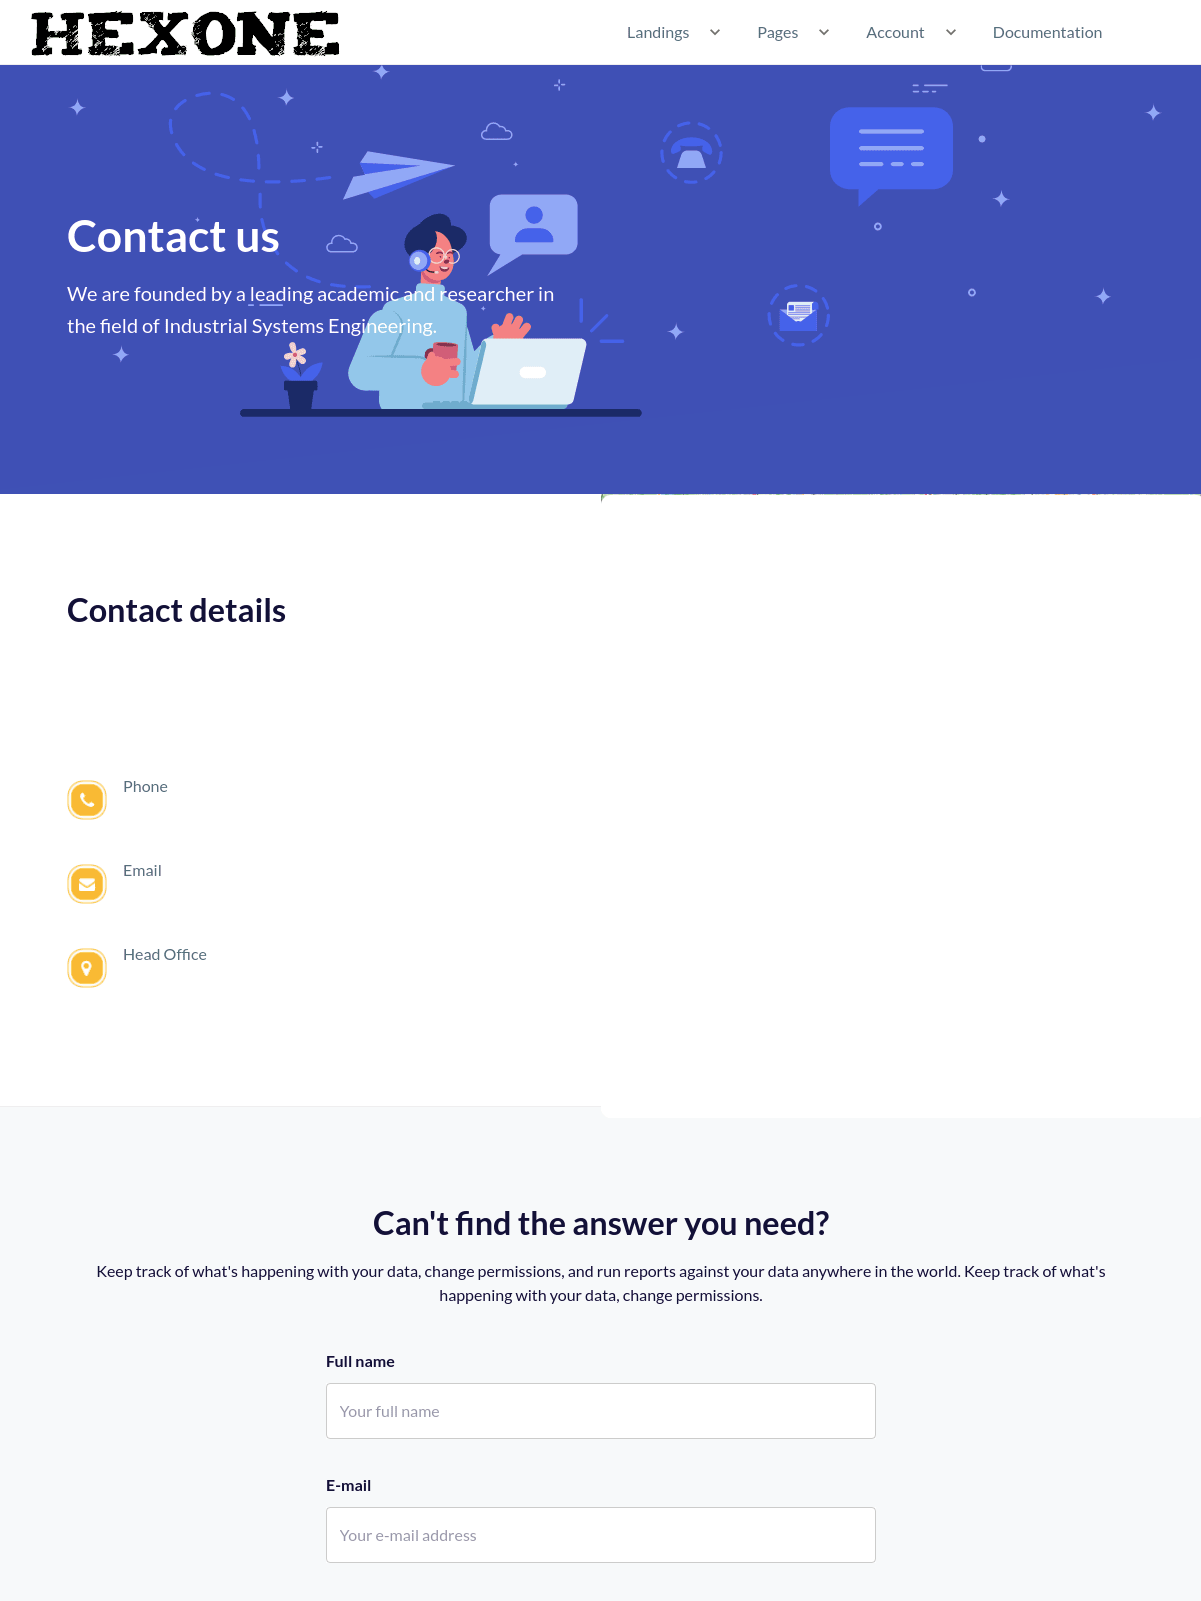 HEXONE
Landings
Pages
Account
Documentation
Contact us
We are founded by a leading academic and researcher in
the field of Industrial Systems Engineering.
Contact details
Phone
Email
Head Office
Can't find the answer you need?
Keep track of what's happening with your data, change permissions, and run reports against your data anywhere in the world. Keep track of what's
happening with your data, change permissions.
Full name
Your full name
E-mail
Your e-mail address